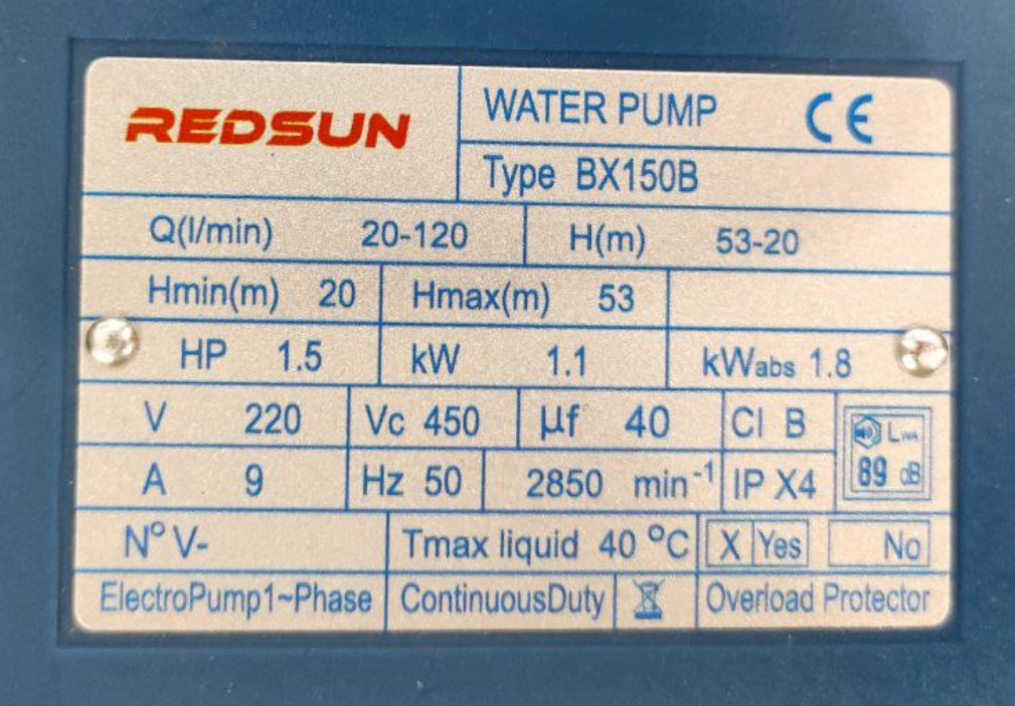 REDSUN
WATER PUMP CE
Type BX150B
Q(l/min) 20-120 H(m) 53-20
Hmin(m) 20 Hmax(m) 53
HP 1.5 kW 1.1 kWabs 1.8
V 220 Vc 450 µf 40 Cl B LWA
A 9 Hz 50 2850 min⁻¹ IP X4 89 dB
N° V- Tmax liquid 40 °C X Yes No
ElectroPump1~Phase ContinuousDuty Overload Protector